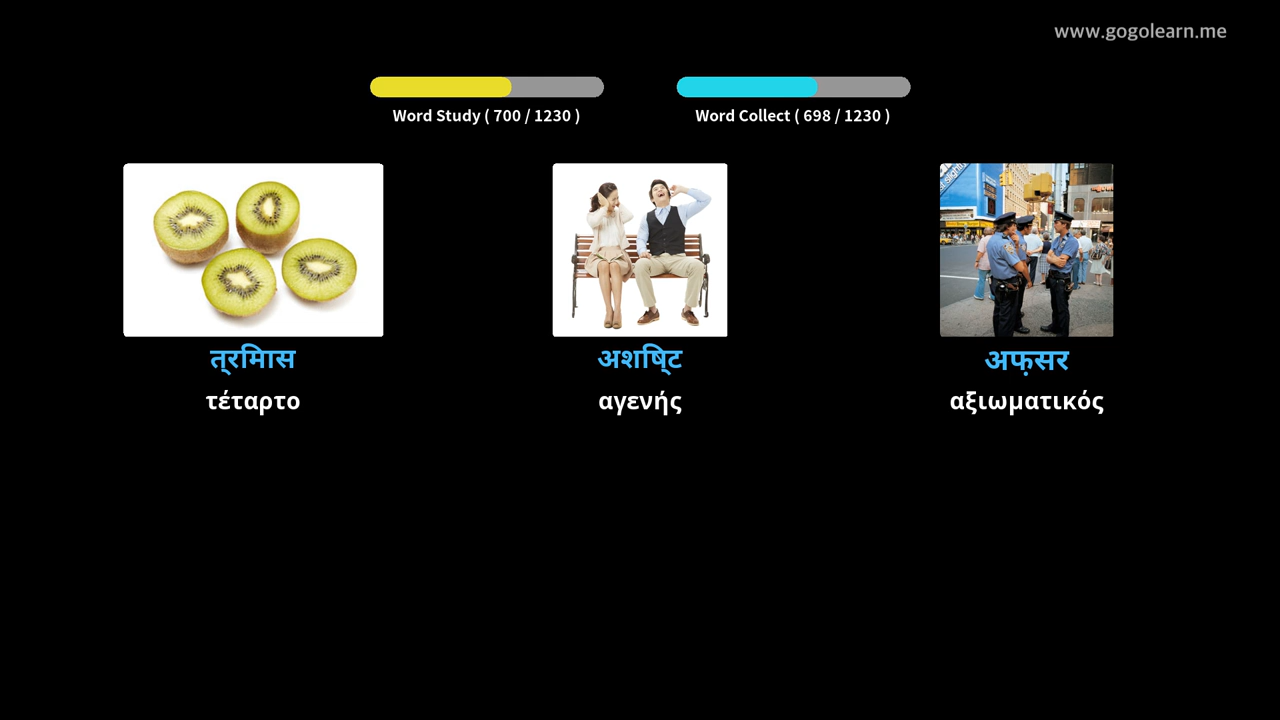 www.gogolearn.me
Word Study ( 700 / 1230 )
Word Collect ( 698 / 1230 )
त्रिमास
अशिष्ट
अफ़सर
τέταρτο
αγενής
αξιωματικός